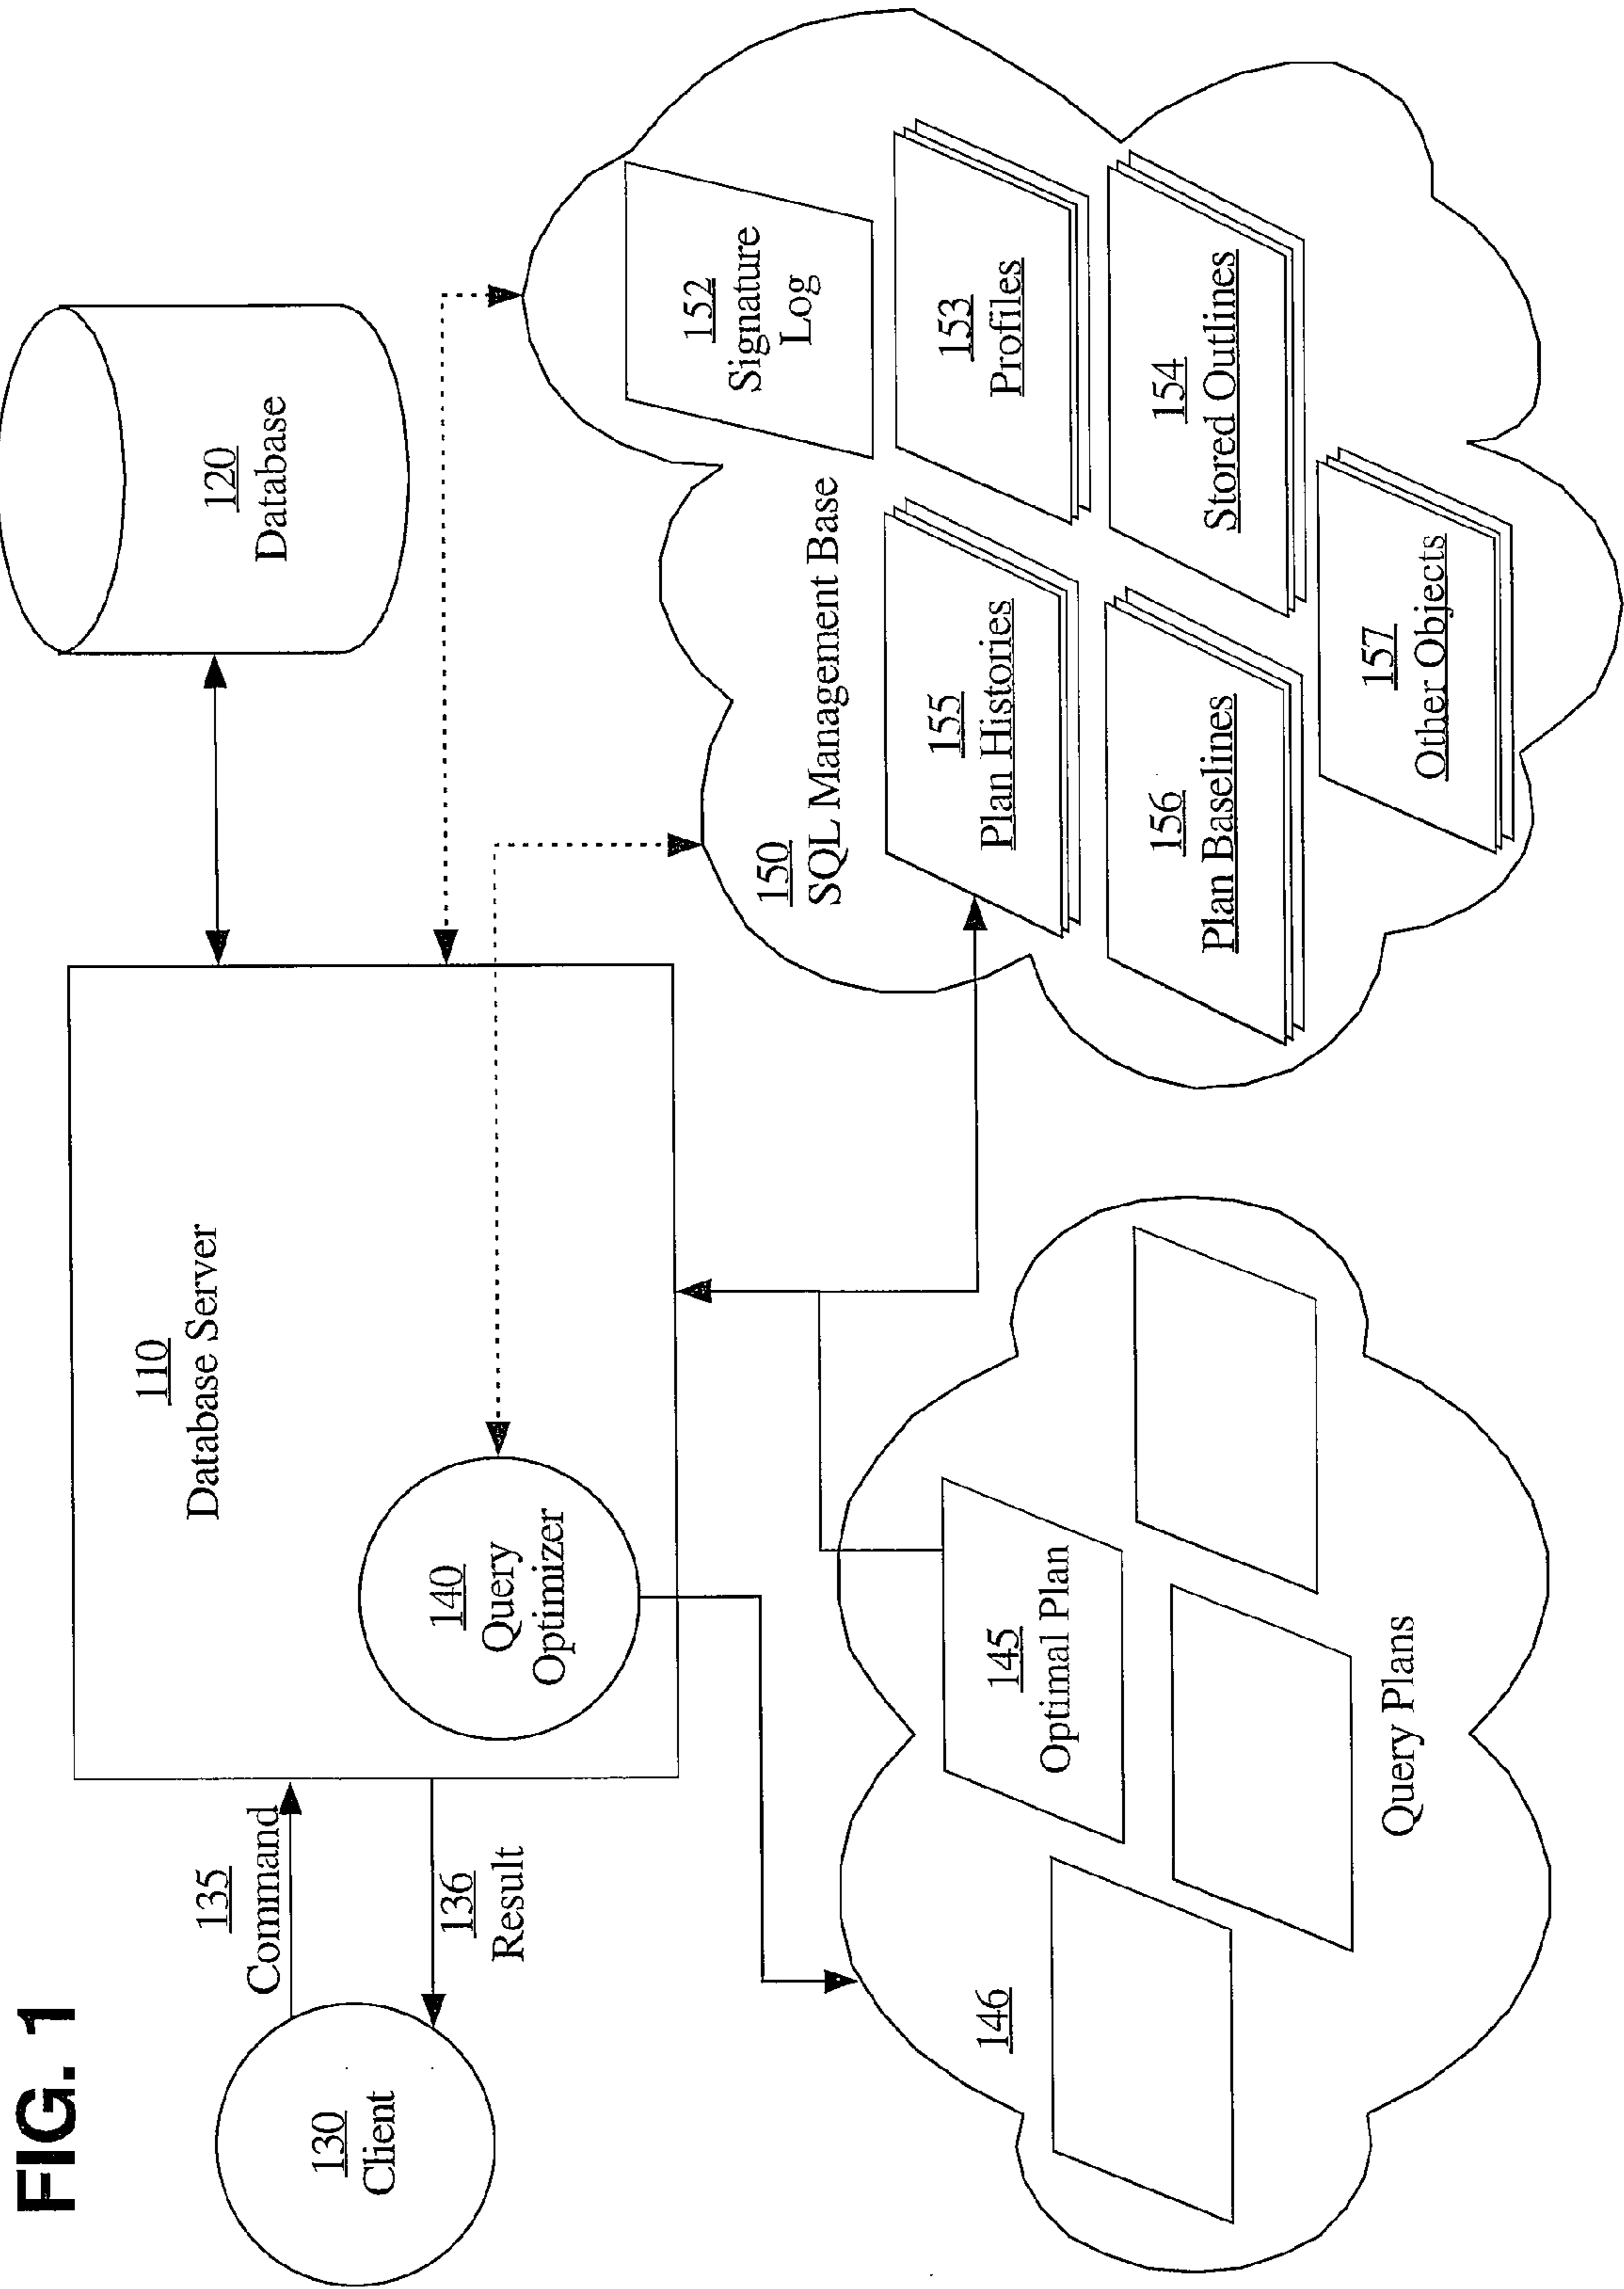 FIG. 1
130
Client
135
Command
136
Result
110
Database Server
140
Query
Optimizer
120
Database
146
145
Optimal Plan
Query Plans
150
SQL Management Base
152
Signature
Log
155
Plan Histories
153
Profiles
156
Plan Baselines
154
Stored Outlines
157
Other Objects